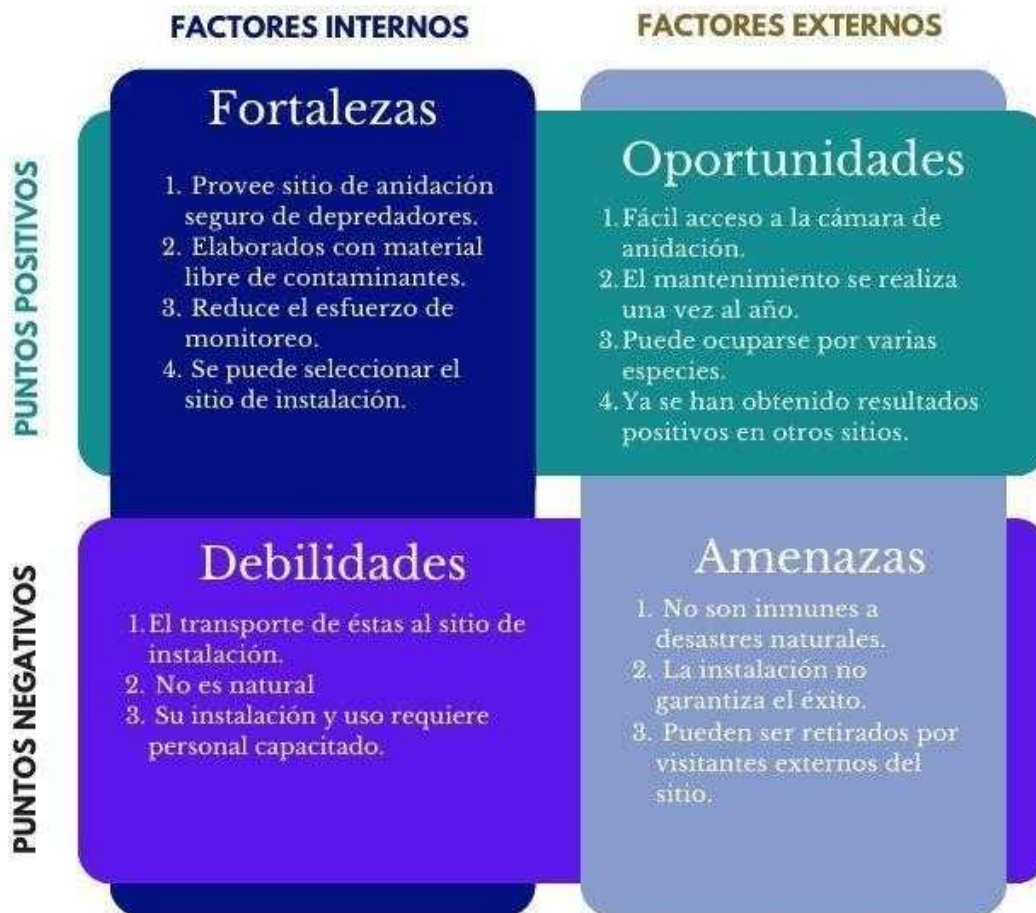 FACTORES INTERNOS
FACTORES EXTERNOS
PUNTOS POSITIVOS
Fortalezas
1. Provee sitio de anidación
seguro de depredadores.
2. Elaborados con material
libre de contaminantes.
3. Reduce el esfuerzo de
monitoreo.
4. Se puede seleccionar el
sitio de instalación.
Oportunidades
1. Fácil acceso a la cámara de
anidación.
2. El mantenimiento se realiza
una vez al año.
3. Puede ocuparse por varias
especies.
4. Ya se han obtenido resultados
positivos en otros sitios.
PUNTOS NEGATIVOS
Debilidades
1. El transporte de éstas al sitio de
instalación.
2. No es natural
3. Su instalación y uso requiere
personal capacitado.
Amenazas
1. No son inmunes a
desastres naturales.
2. La instalación no
garantiza el éxito.
3. Pueden ser retirados por
visitantes externos del
sitio.